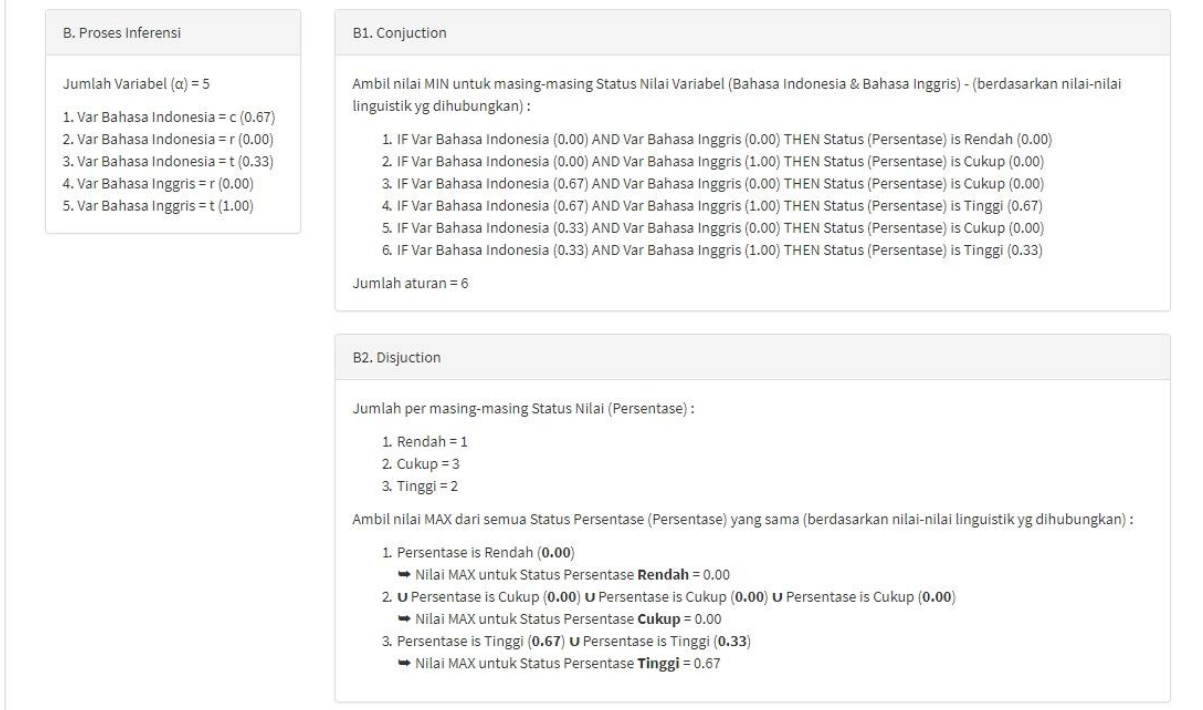 B. Proses Inferensi
Jumlah Variabel (α) = 5
1. Var Bahasa Indonesia = c (0.67)
2. Var Bahasa Indonesia = r (0.00)
3. Var Bahasa Indonesia = t (0.33)
4. Var Bahasa Inggris = r (0.00)
5. Var Bahasa Inggris = t (1.00)
B1. Conjuction
Ambil nilai MIN untuk masing-masing Status Nilai Variabel (Bahasa Indonesia & Bahasa Inggris) - (berdasarkan nilai-nilai
linguistik yg dihubungkan) :
1. IF Var Bahasa Indonesia (0.00) AND Var Bahasa Inggris (0.00) THEN Status (Persentase) is Rendah (0.00)
2. IF Var Bahasa Indonesia (0.00) AND Var Bahasa Inggris (1.00) THEN Status (Persentase) is Cukup (0.00)
3. IF Var Bahasa Indonesia (0.67) AND Var Bahasa Inggris (0.00) THEN Status (Persentase) is Cukup (0.00)
4. IF Var Bahasa Indonesia (0.67) AND Var Bahasa Inggris (1.00) THEN Status (Persentase) is Tinggi (0.67)
5. IF Var Bahasa Indonesia (0.33) AND Var Bahasa Inggris (0.00) THEN Status (Persentase) is Cukup (0.00)
6. IF Var Bahasa Indonesia (0.33) AND Var Bahasa Inggris (1.00) THEN Status (Persentase) is Tinggi (0.33)
Jumlah aturan = 6
B2. Disjuction
Jumlah per masing-masing Status Nilai (Persentase) :
1. Rendah = 1
2. Cukup = 3
3. Tinggi = 2
Ambil nilai MAX dari semua Status Persentase (Persentase) yang sama (berdasarkan nilai-nilai linguistik yg dihubungkan) :
1. Persentase is Rendah (0.00)
➥ Nilai MAX untuk Status Persentase Rendah = 0.00
2. U Persentase is Cukup (0.00) U Persentase is Cukup (0.00) U Persentase is Cukup (0.00)
➥ Nilai MAX untuk Status Persentase Cukup = 0.00
3. Persentase is Tinggi (0.67) U Persentase is Tinggi (0.33)
➥ Nilai MAX untuk Status Persentase Tinggi = 0.67